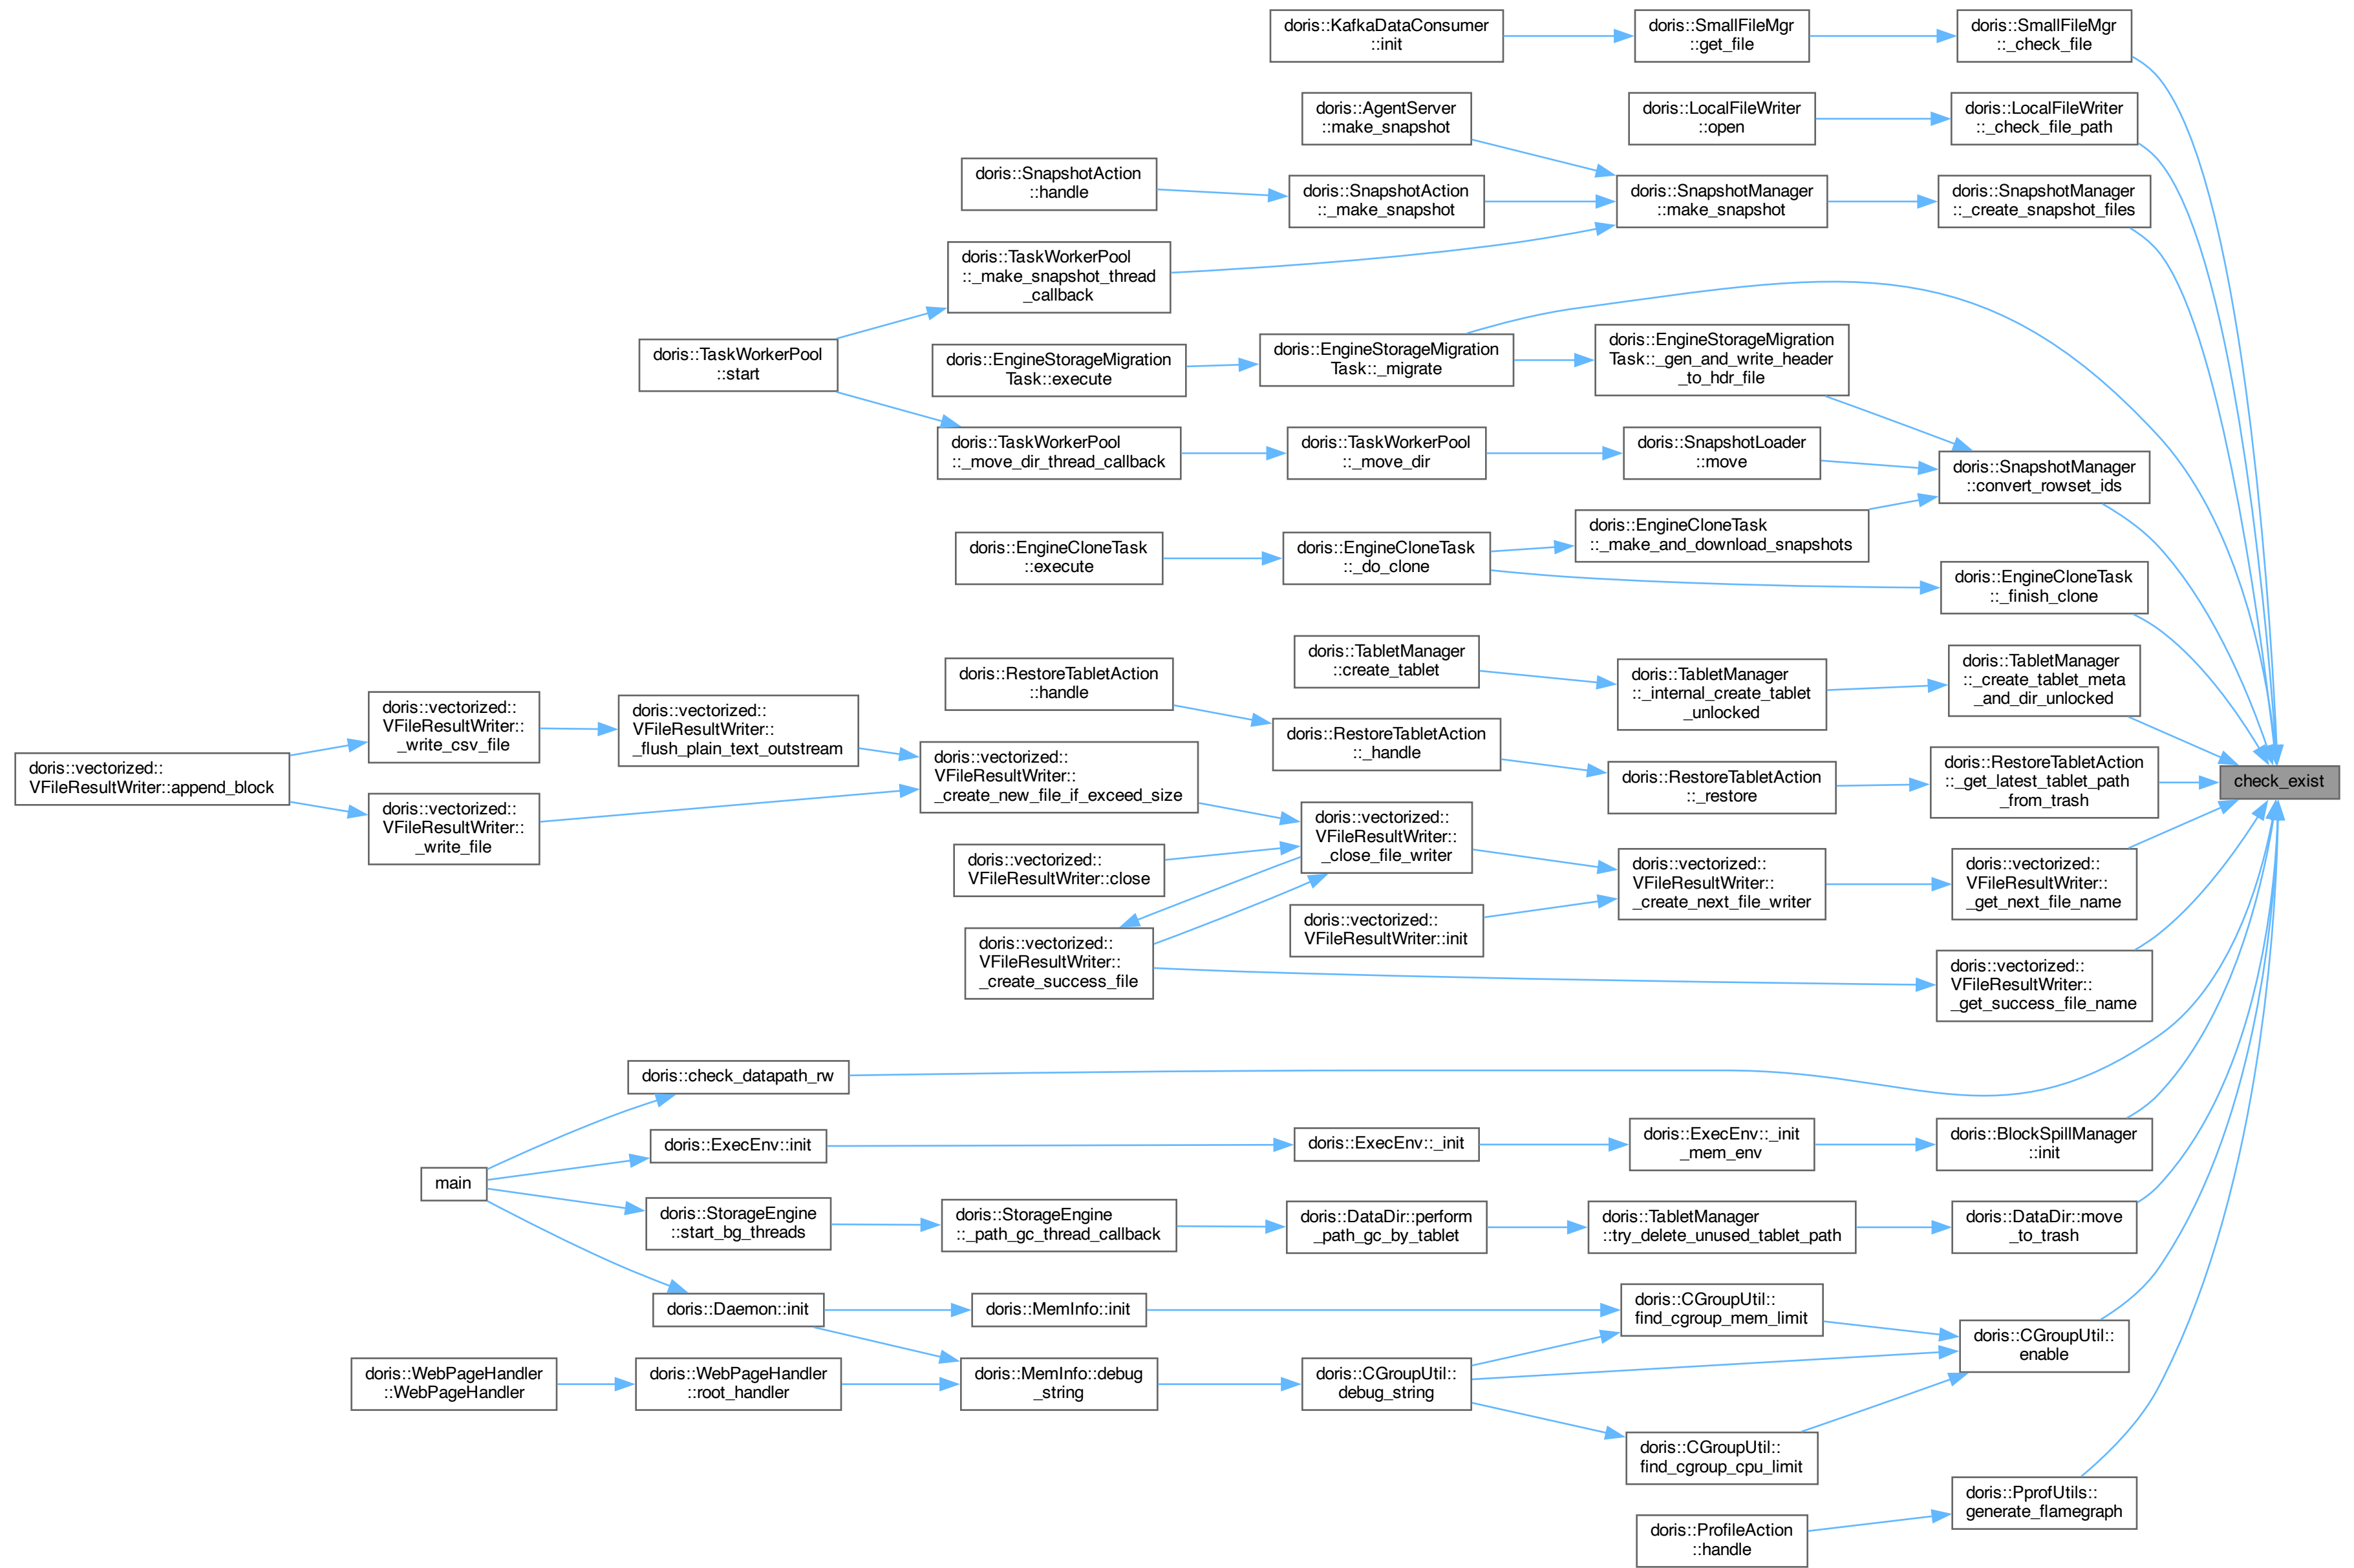 doris::KafkaDataConsumer
::init
doris::SmallFileMgr
::get_file
doris::SmallFileMgr
::_check_file
doris::AgentServer
::make_snapshot
doris::LocalFileWriter
::open
doris::LocalFileWriter
::_check_file_path
doris::SnapshotAction
::handle
doris::SnapshotAction
::_make_snapshot
doris::SnapshotManager
::make_snapshot
doris::SnapshotManager
::_create_snapshot_files
doris::TaskWorkerPool
::_make_snapshot_thread
_callback
doris::TaskWorkerPool
::start
doris::EngineStorageMigration
Task::execute
doris::EngineStorageMigration
Task::_migrate
doris::EngineStorageMigration
Task::_gen_and_write_header
_to_hdr_file
doris::TaskWorkerPool
::_move_dir_thread_callback
doris::TaskWorkerPool
::_move_dir
doris::SnapshotLoader
::move
doris::SnapshotManager
::convert_rowset_ids
doris::EngineCloneTask
::execute
doris::EngineCloneTask
::_do_clone
doris::EngineCloneTask
::_make_and_download_snapshots
doris::EngineCloneTask
::_finish_clone
doris::RestoreTabletAction
::handle
doris::TabletManager
::create_tablet
doris::TabletManager
::_internal_create_tablet
_unlocked
doris::TabletManager
::_create_tablet_meta
_and_dir_unlocked
doris::vectorized::
VFileResultWriter::append_block
doris::vectorized::
VFileResultWriter::
_write_csv_file
doris::vectorized::
VFileResultWriter::
_flush_plain_text_outstream
doris::vectorized::
VFileResultWriter::
_create_new_file_if_exceed_size
doris::RestoreTabletAction
::_handle
doris::RestoreTabletAction
::_restore
doris::RestoreTabletAction
::_get_latest_tablet_path
_from_trash
check_exist
doris::vectorized::
VFileResultWriter::
_write_file
doris::vectorized::
VFileResultWriter::close
doris::vectorized::
VFileResultWriter::
_close_file_writer
doris::vectorized::
VFileResultWriter::
_create_next_file_writer
doris::vectorized::
VFileResultWriter::
_get_next_file_name
doris::vectorized::
VFileResultWriter::init
doris::vectorized::
VFileResultWriter::
_create_success_file
doris::vectorized::
VFileResultWriter::
_get_success_file_name
doris::check_datapath_rw
main
doris::ExecEnv::init
doris::ExecEnv::_init
doris::ExecEnv::_init
_mem_env
doris::BlockSpillManager
::init
doris::StorageEngine
::start_bg_threads
doris::StorageEngine
::_path_gc_thread_callback
doris::DataDir::perform
_path_gc_by_tablet
doris::TabletManager
::try_delete_unused_tablet_path
doris::DataDir::move
_to_trash
doris::Daemon::init
doris::MemInfo::init
doris::CGroupUtil::
find_cgroup_mem_limit
doris::CGroupUtil::
enable
doris::WebPageHandler
::WebPageHandler
doris::WebPageHandler
::root_handler
doris::MemInfo::debug
_string
doris::CGroupUtil::
debug_string
doris::CGroupUtil::
find_cgroup_cpu_limit
doris::PprofUtils::
generate_flamegraph
doris::ProfileAction
::handle